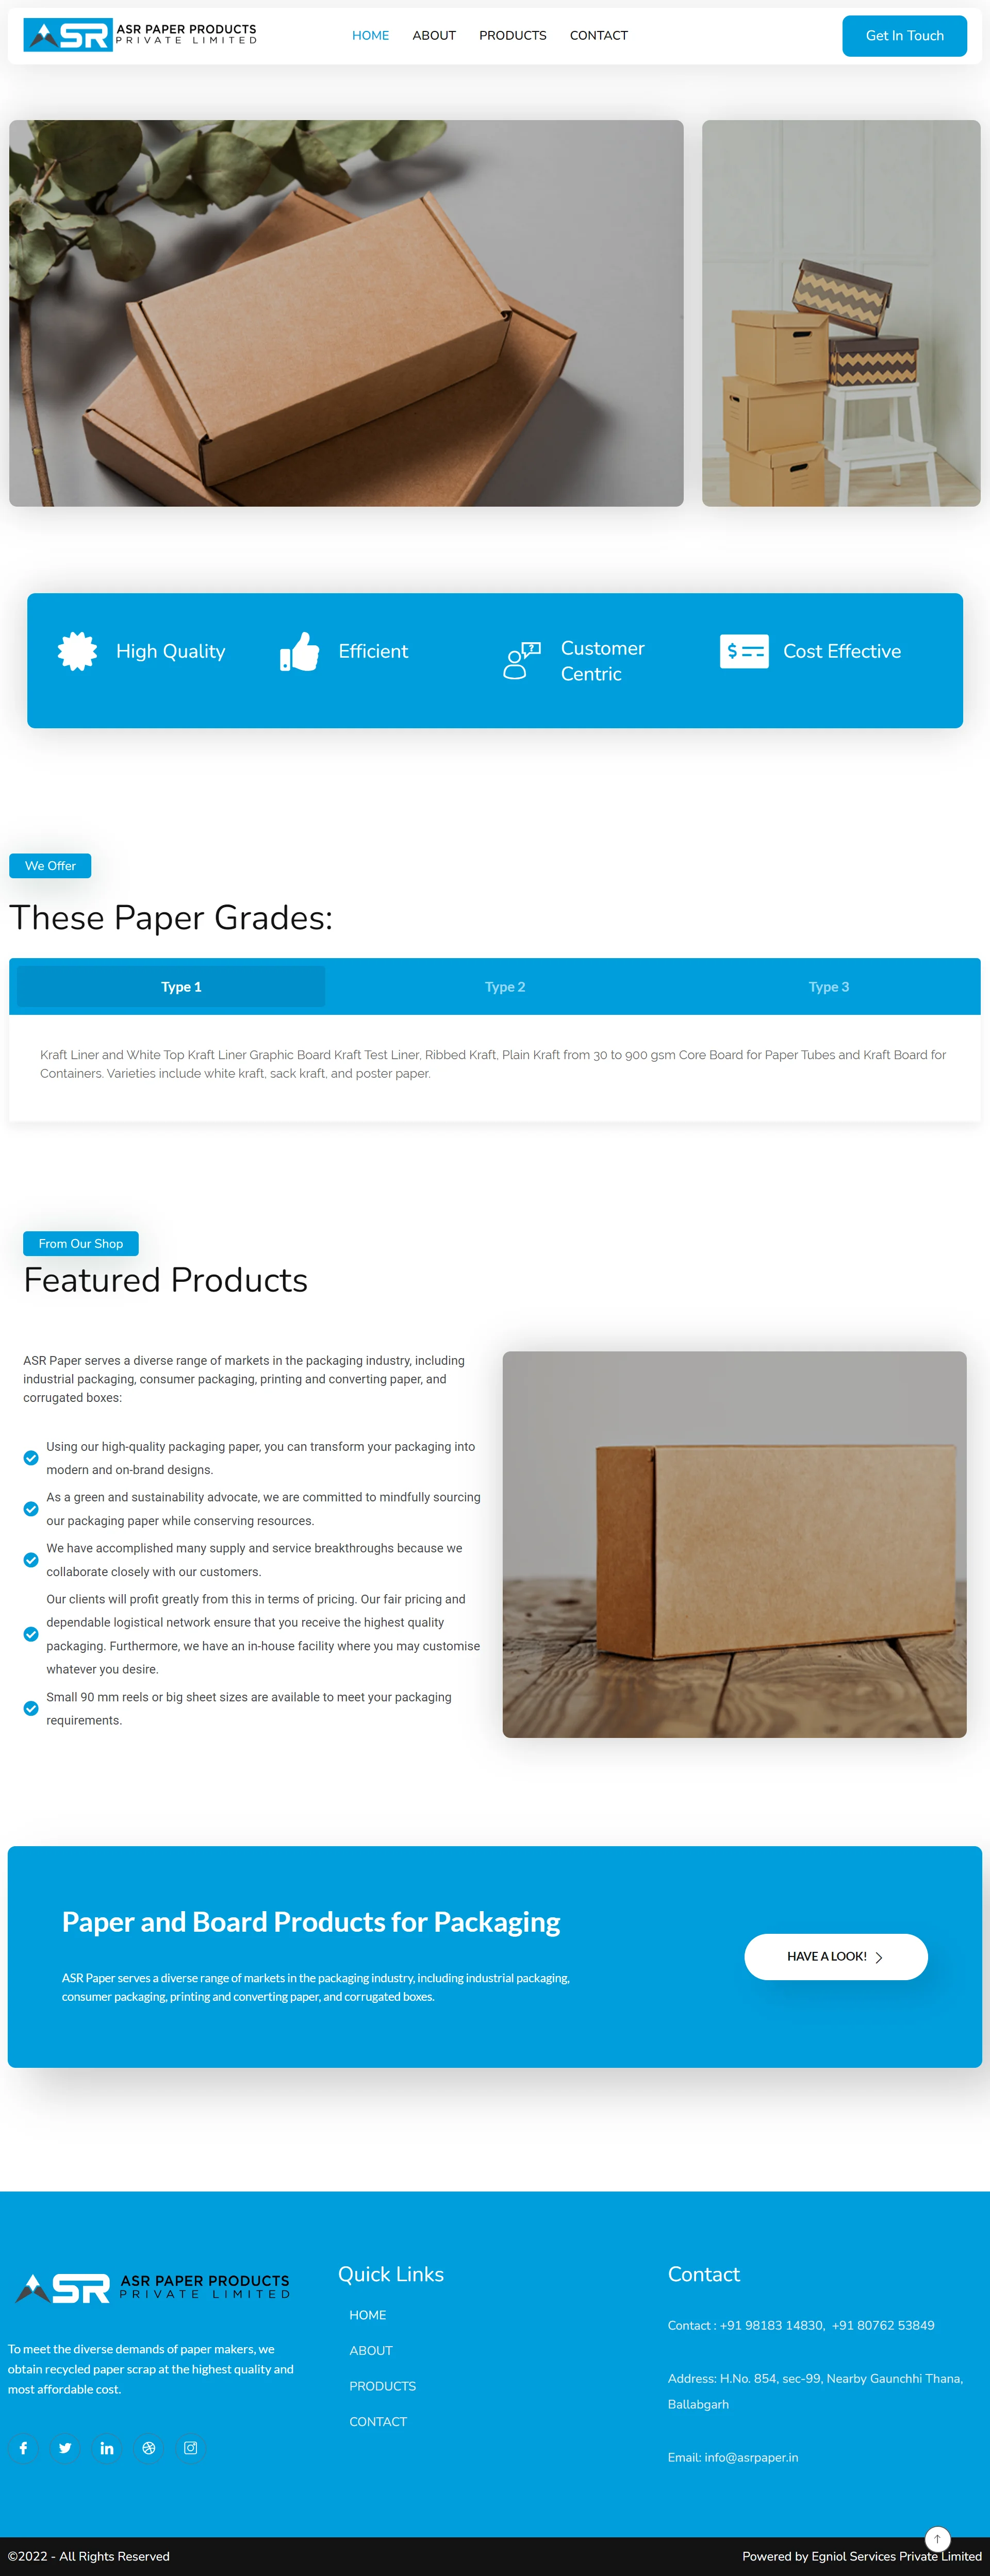 ASR PAPER PRODUCTS
PRIVATE LIMITED
HOME ABOUT PRODUCTS CONTACT
Get In Touch
High Quality
Efficient
Customer
Centric
Cost Effective
We Offer
These Paper Grades:
Type 1 Type 2 Type 3
Kraft Liner and White Top Kraft Liner Graphic Board Kraft Test Liner, Ribbed Kraft, Plain Kraft from 30 to 900 gsm Core Board for Paper Tubes and Kraft Board for
Containers. Varieties include white kraft, sack kraft, and poster paper.
From Our Shop
Featured Products
ASR Paper serves a diverse range of markets in the packaging industry, including
industrial packaging, consumer packaging, printing and converting paper, and
corrugated boxes:
Using our high-quality packaging paper, you can transform your packaging into
modern and on-brand designs.
As a green and sustainability advocate, we are committed to mindfully sourcing
our packaging paper while conserving resources.
We have accomplished many supply and service breakthroughs because we
collaborate closely with our customers.
Our clients will profit greatly from this in terms of pricing. Our fair pricing and
dependable logistical network ensure that you receive the highest quality
packaging. Furthermore, we have an in-house facility where you may customise
whatever you desire.
Small 90 mm reels or big sheet sizes are available to meet your packaging
requirements.
Paper and Board Products for Packaging
ASR Paper serves a diverse range of markets in the packaging industry, including industrial packaging,
consumer packaging, printing and converting paper, and corrugated boxes.
HAVE A LOOK!
ASR PAPER PRODUCTS
PRIVATE LIMITED
To meet the diverse demands of paper makers, we
obtain recycled paper scrap at the highest quality and
most affordable cost.
Quick Links
HOME
ABOUT
PRODUCTS
CONTACT
Contact
Contact : +91 98183 14830, +91 80762 53849
Address: H.No. 854, sec-99, Nearby Gaunchhi Thana,
Ballabgarh
Email: info@asrpaper.in
©2022 - All Rights Reserved
Powered by Egniol Services Private Limited